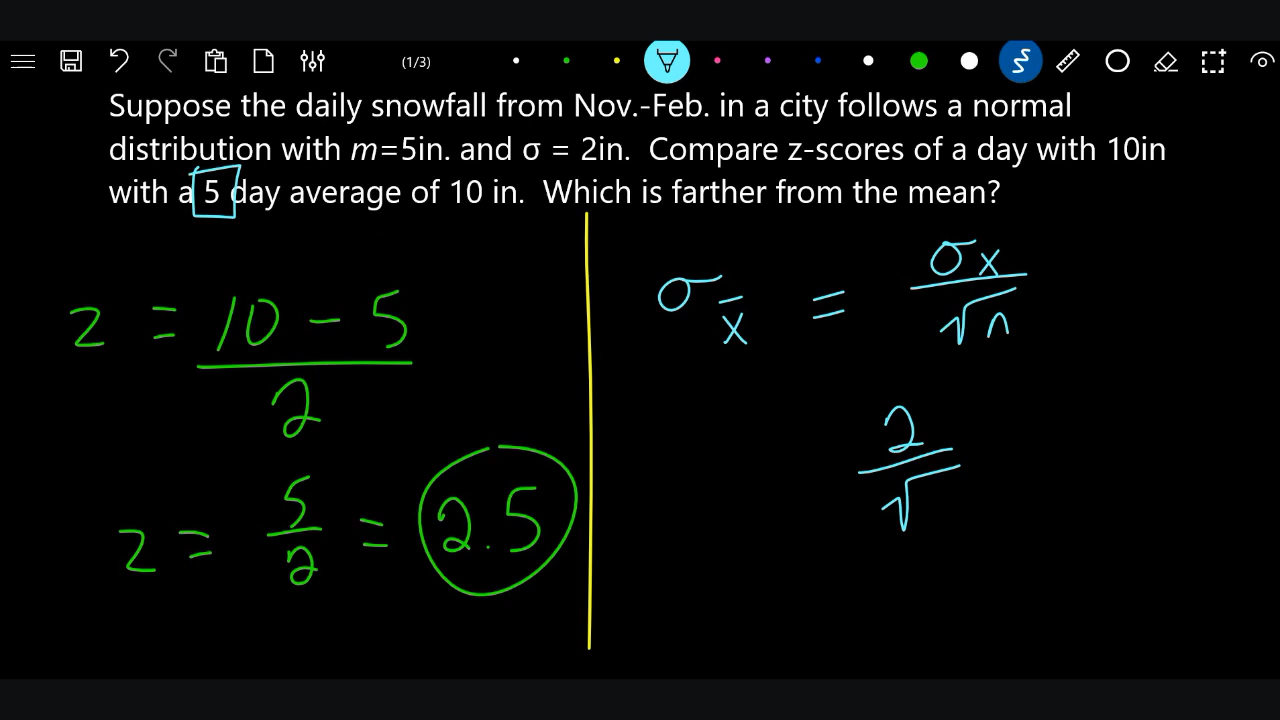 (1/3)
Suppose the daily snowfall from Nov.-Feb. in a city follows a normal
distribution with m=5in. and σ = 2in. Compare z-scores of a day with 10in
with a 5 day average of 10 in. Which is farther from the mean?
z = (10 - 5)/2
z = 5/2 = 2.5
σx̄ = σx/√n
2/√